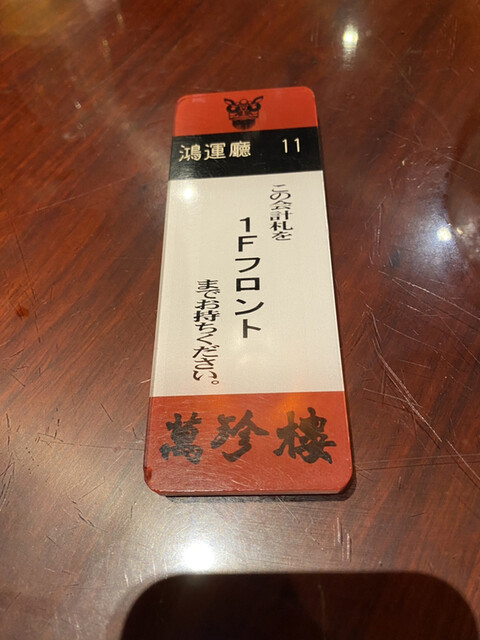 鴻運廳 11
この会計札を
1Fフロント
までお持ちください。
萬珍樓